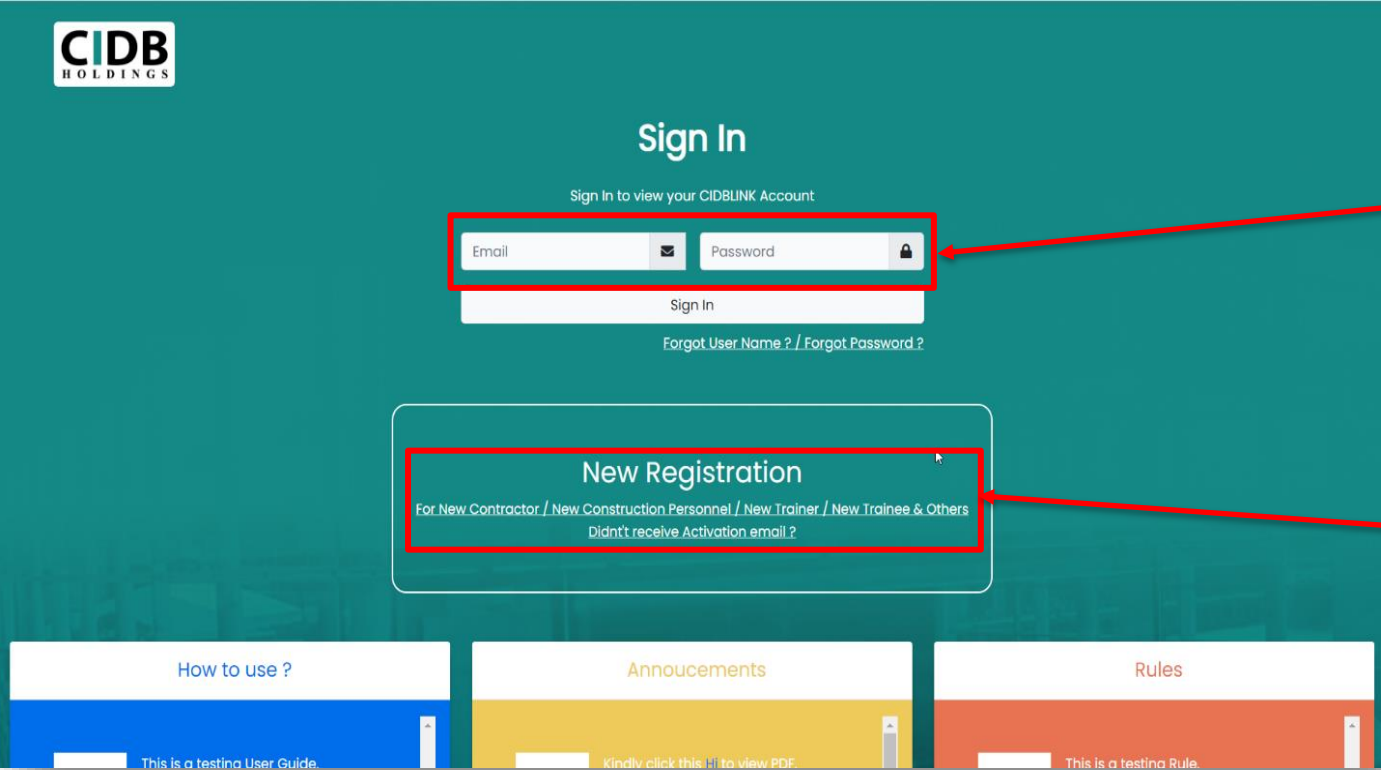 CIDB
HOLDINGS
Sign In
Sign In to view your CIDBLINK Account
Email
Password
Sign In
Forgot User Name ? / Forgot Password ?
New Registration
For New Contractor / New Construction Personnel / New Trainer / New Trainee & Others
Didnt't receive Activation email ?
How to use ?
Annoucements
Rules
This is a testing User Guide.
Kindly click this Hi to view PDF.
This is a testing Rule.